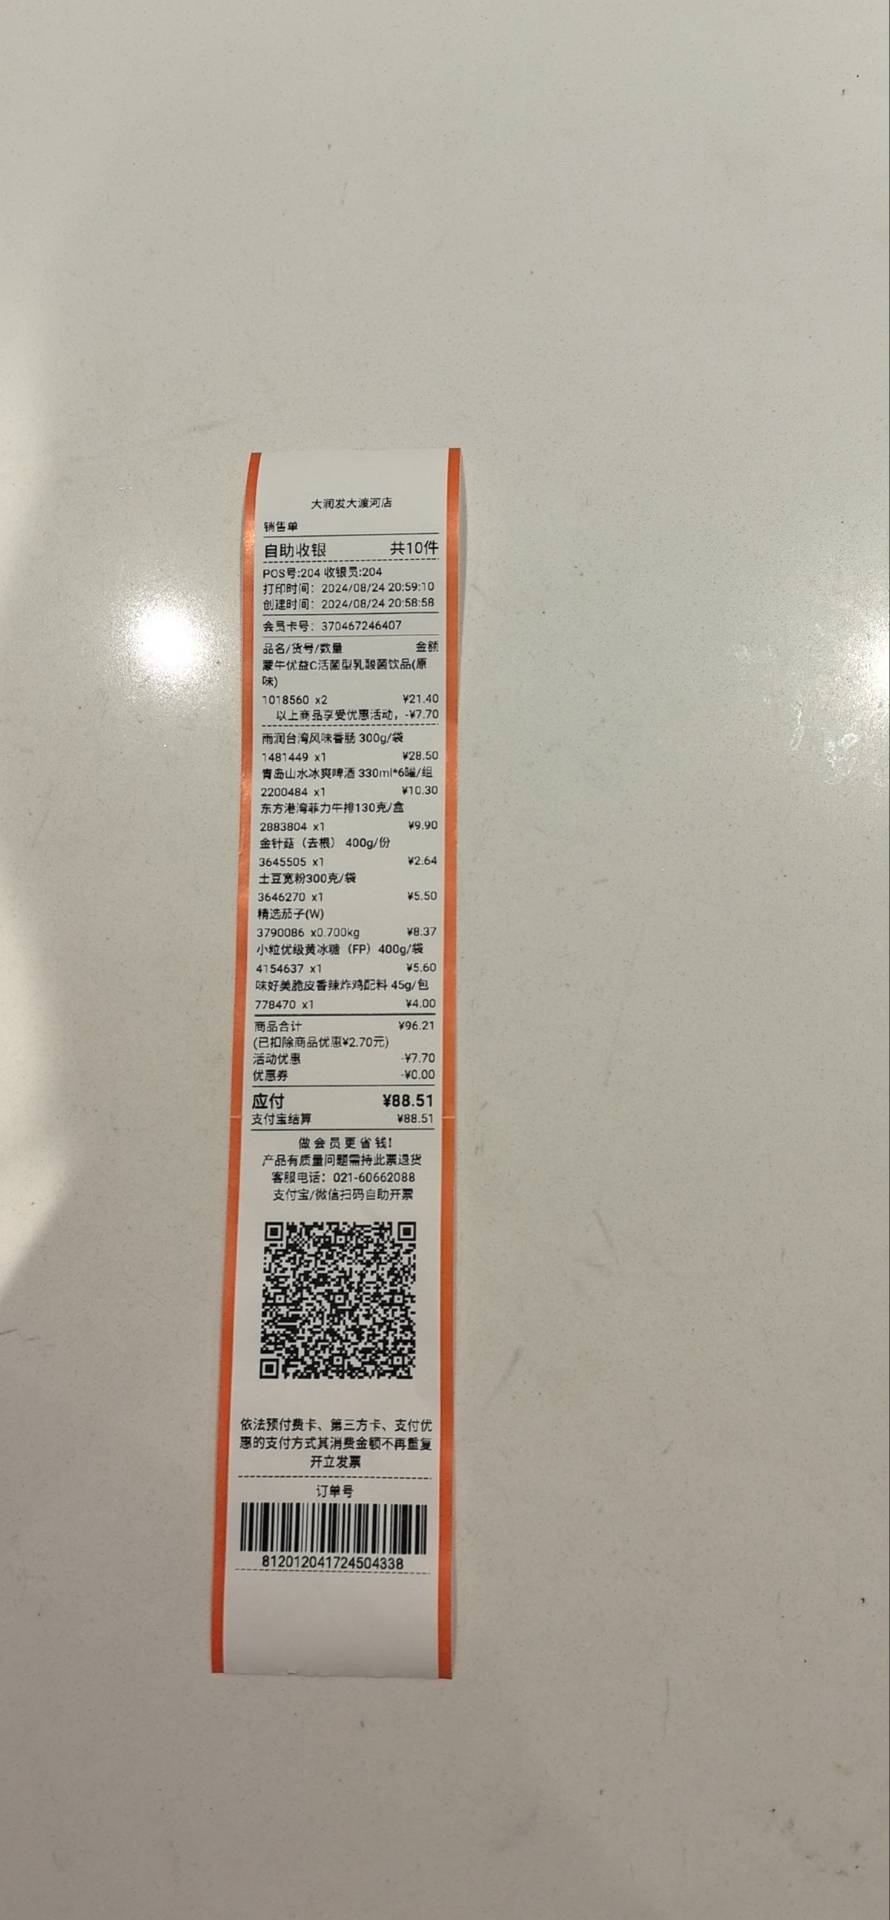 大润发大渡河店
销售单
自助收银 共10件
POS号:204 收银员:204
打印时间：2024/08/24 20:59:10
创建时间：2024/08/24 20:58:58
会员卡号：370467246407
品名/货号/数量 金额
蒙牛优益C活菌型乳酸菌饮品(原
味)
1018560 x2 ¥21.40
以上商品享受优惠活动，-¥7.70
雨润台湾风味香肠 300g/袋
1481449 x1 ¥28.50
青岛山水冰爽啤酒 330ml*6罐/组
2200484 x1 ¥10.30
东方港湾菲力牛排130克/盒
2883804 x1 ¥9.90
金针菇（去根） 400g/份
3645505 x1 ¥2.64
土豆宽粉300克/袋
3646270 x1 ¥5.50
精选茄子(W)
3790086 x0.700kg ¥8.37
小粒优级黄冰糖（FP）400g/袋
4154637 x1 ¥5.60
味好美脆皮香辣炸鸡配料 45g/包
778470 x1 ¥4.00
商品合计 ¥96.21
(已扣除商品优惠¥2.70元)
活动优惠 -¥7.70
优惠券 -¥0.00
应付 ¥88.51
支付宝结算 ¥88.51
做会员更省钱!
产品有质量问题需持此票退货
客服电话：021-60662088
支付宝/微信扫码自助开票
依法预付费卡、第三方卡、支付优
惠的支付方式其消费金额不再重复
开立发票
订单号
812012041724504338